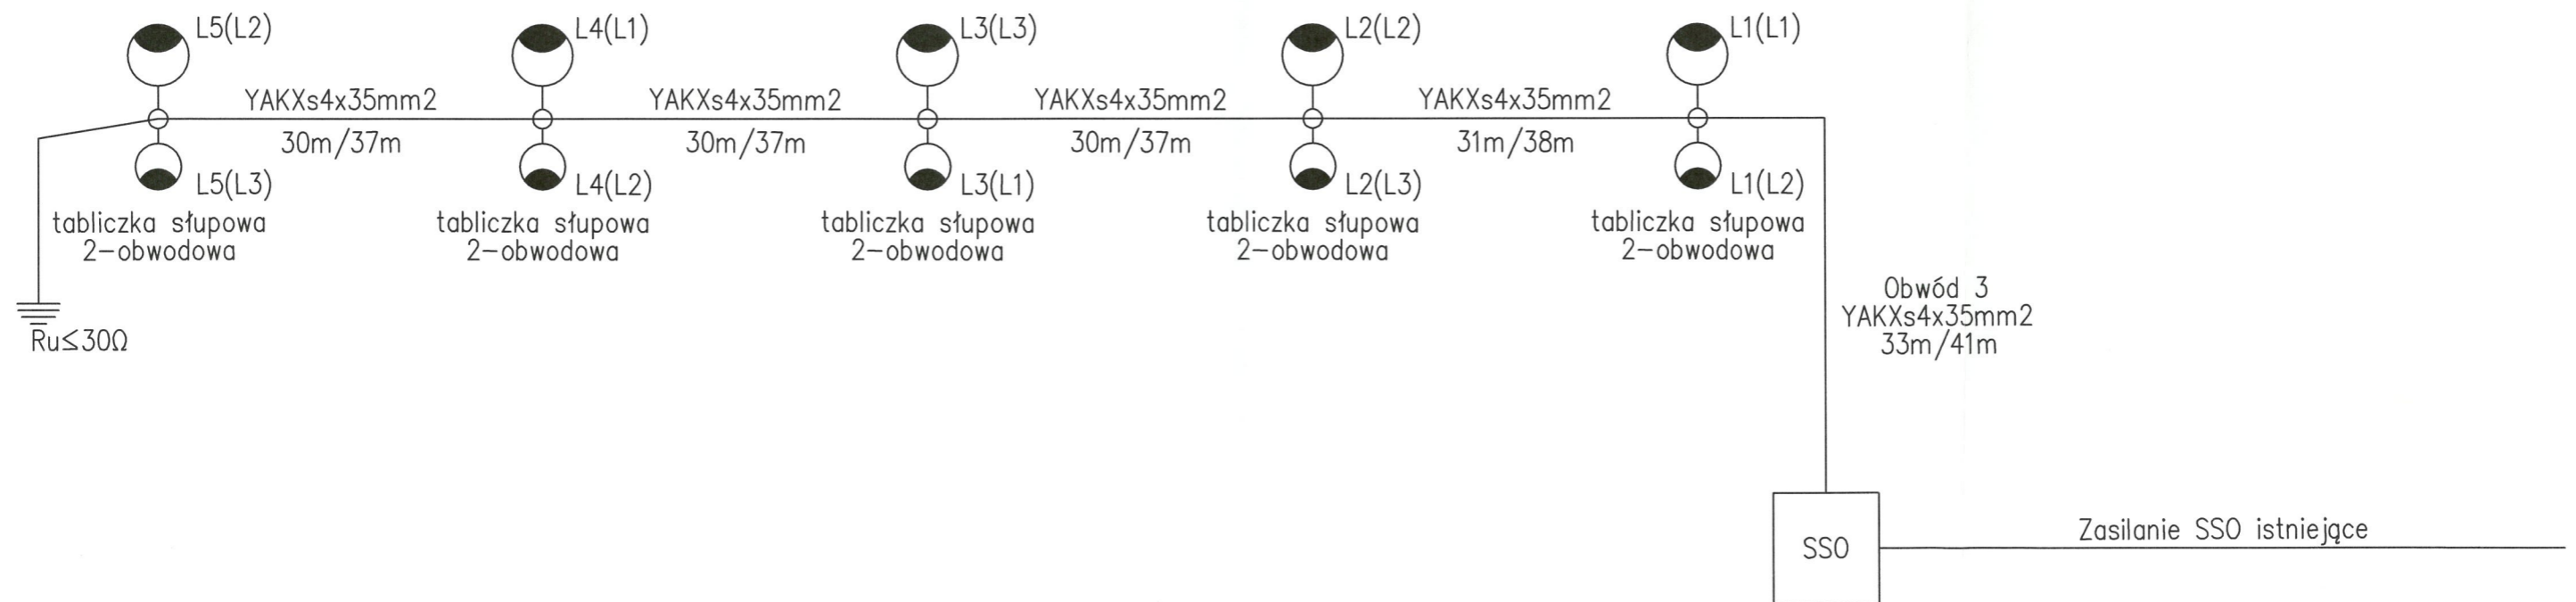 L5(L2)
L4(L1)
L3(L3)
L2(L2)
L1(L1)
YAKXs4x35mm2
30m/37m
YAKXs4x35mm2
30m/37m
YAKXs4x35mm2
30m/37m
YAKXs4x35mm2
31m/38m
L5(L3)
tabliczka słupowa
2-obwodowa
L4(L2)
tabliczka słupowa
2-obwodowa
L3(L1)
tabliczka słupowa
2-obwodowa
L2(L3)
tabliczka słupowa
2-obwodowa
L1(L2)
tabliczka słupowa
2-obwodowa
Ru≤30Ω
Obwód 3
YAKXs4x35mm2
33m/41m
SSO
Zasilanie SSO istniejące